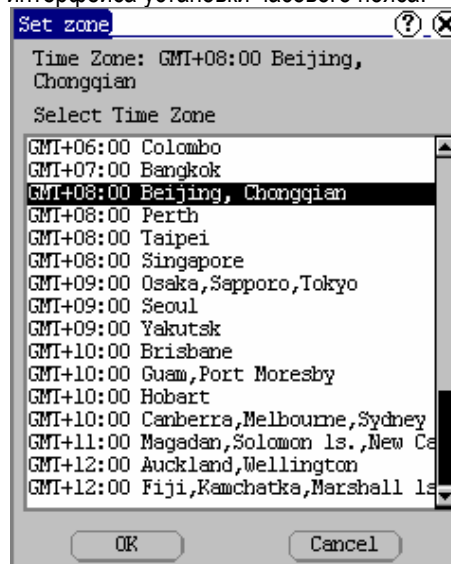 интерфейса установки часового пояса.
Set zone
Time Zone: GMT+08:00 Beijing,
Chongqian
Select Time Zone
GMT+06:00 Colombo
GMT+07:00 Bangkok
GMT+08:00 Beijing, Chongqian
GMT+08:00 Perth
GMT+08:00 Taipei
GMT+08:00 Singapore
GMT+09:00 Osaka,Sapporo,Tokyo
GMT+09:00 Seoul
GMT+09:00 Yakutsk
GMT+10:00 Brisbane
GMT+10:00 Guam,Port Moresby
GMT+10:00 Hobart
GMT+10:00 Canberra,Melbourne,Sydney
GMT+11:00 Magadan,Solomon ls.,New Ca
GMT+12:00 Auckland,Wellington
GMT+12:00 Fiji,Kamchatka,Marshall ls
OK
Cancel